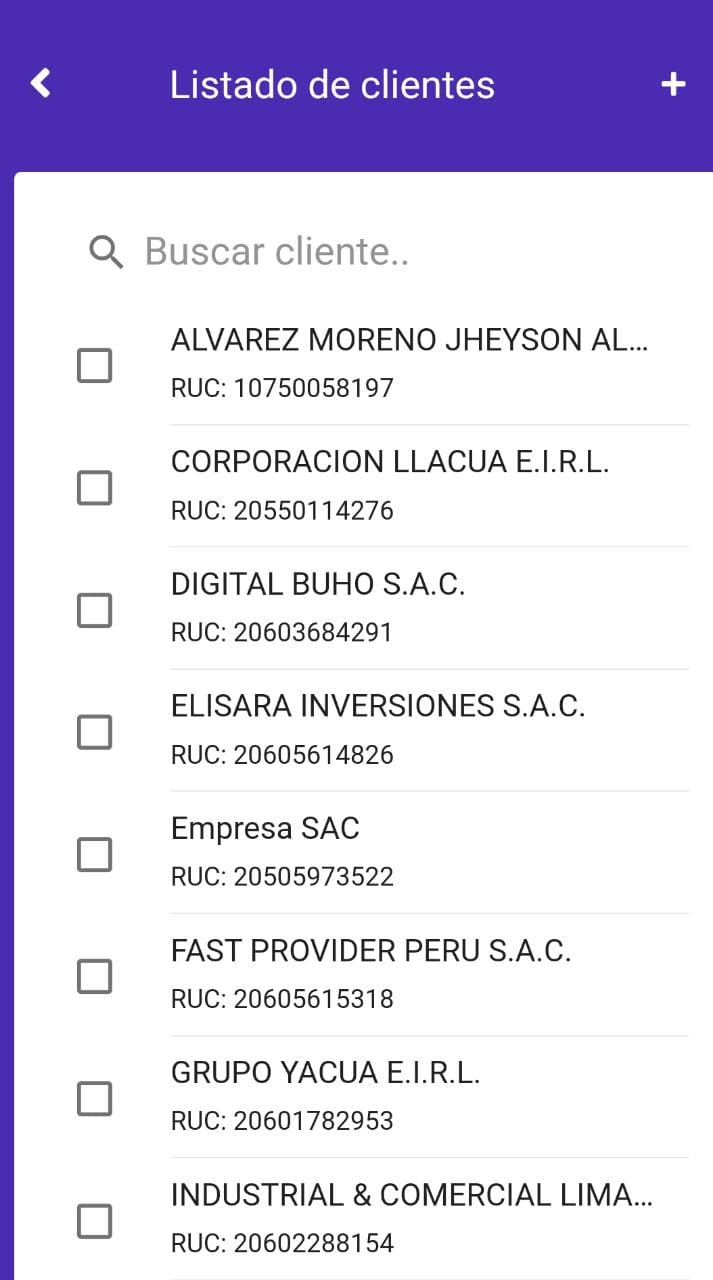 Listado de clientes
Buscar cliente..
ALVAREZ MORENO JHEYSON AL...
RUC: 10750058197
CORPORACION LLACUA E.I.R.L.
RUC: 20550114276
DIGITAL BUHO S.A.C.
RUC: 20603684291
ELISARA INVERSIONES S.A.C.
RUC: 20605614826
Empresa SAC
RUC: 20505973522
FAST PROVIDER PERU S.A.C.
RUC: 20605615318
GRUPO YACUA E.I.R.L.
RUC: 20601782953
INDUSTRIAL & COMERCIAL LIMA...
RUC: 20602288154